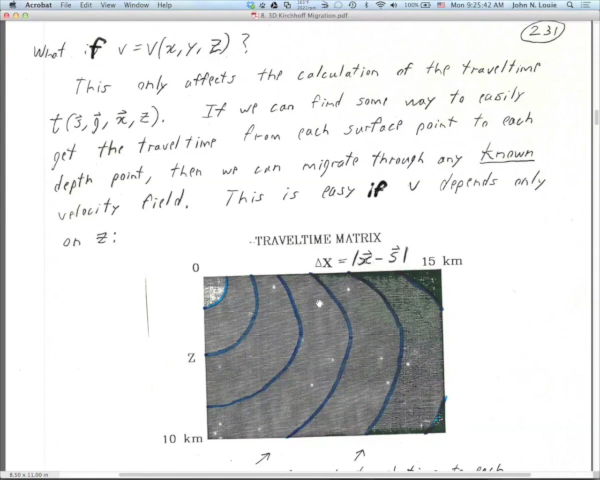 Acrobat File Edit View Window Help 100% Mon 9:25:42 AM John N. Louie
8. 3D Kirchhoff Migration.pdf
231
What if v = v(x, y, z) ?
This only affects the calculation of the traveltime
t(s, g, x, z). If we can find some way to easily
get the traveltime from each surface point to each
depth point, then we can migrate through any known
velocity field. This is easy if v depends only
on z:
TRAVELTIME MATRIX
0 ΔX = |x - s| 15 km
Z
10 km
to each
8.50 x 11.00 in